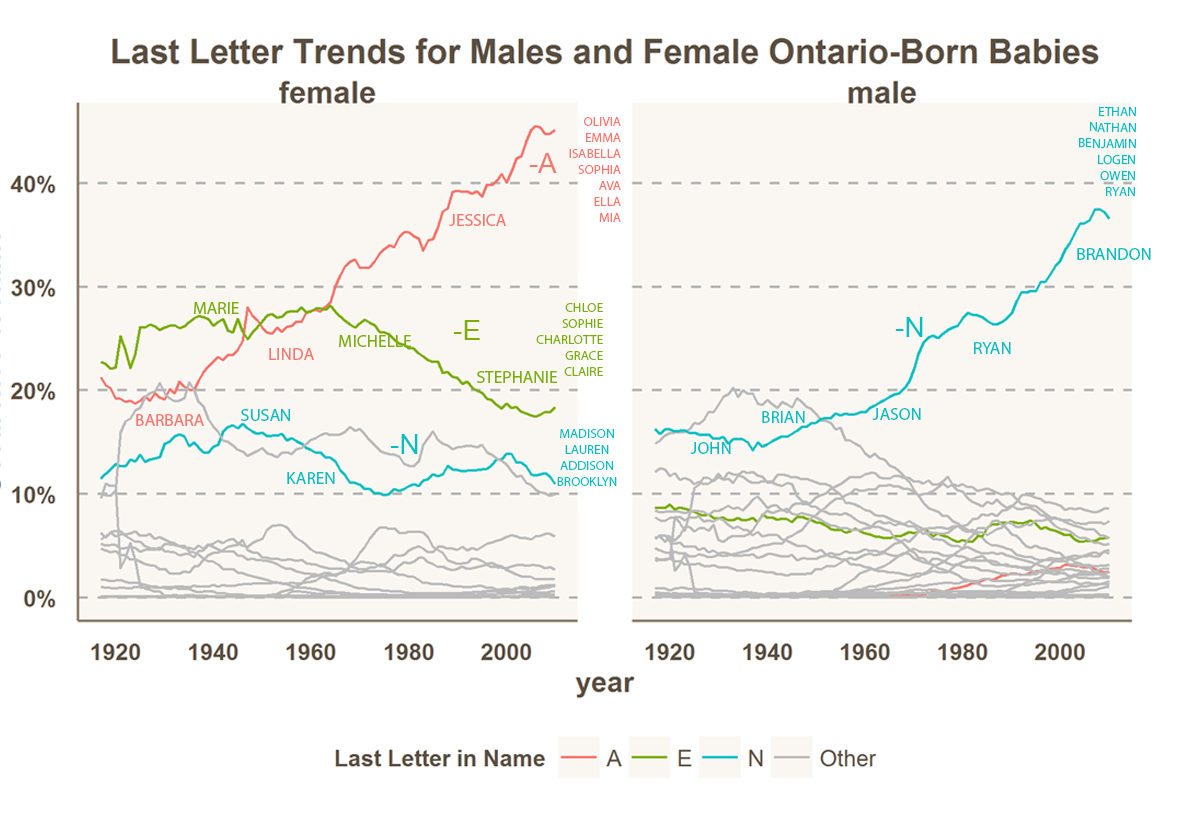 Last Letter Trends for Males and Female Ontario-Born Babies
female
male
40%
30%
20%
10%
0%
OLIVIA
EMMA
ISABELLA
SOPHIA
AVA
ELLA
MIA
-A
JESSICA
MARIE
LINDA
MICHELLE
-E
STEPHANIE
CHLOE
SOPHIE
CHARLOTTE
GRACE
CLAIRE
BARBARA
SUSAN
KAREN
-N
MADISON
LAUREN
ADDISON
BROOKLYN
ETHAN
NATHAN
BENJAMIN
LOGEN
OWEN
RYAN
BRANDON
-N
RYAN
JASON
BRIAN
JOHN
1920 1940 1960 1980 2000
1920 1940 1960 1980 2000
year
Last Letter in Name A E N Other